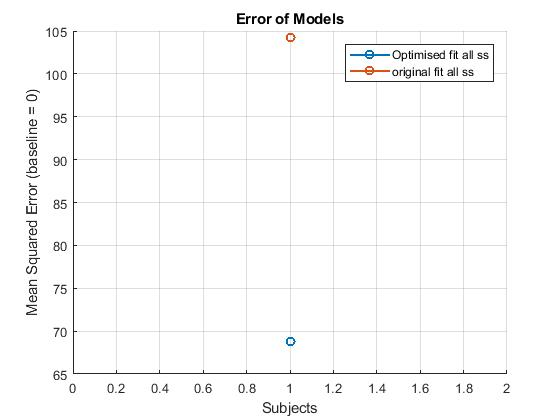 Error of Models
Optimised fit all ss
original fit all ss
Mean Squared Error (baseline = 0)
105
100
95
90
85
80
75
70
65
0 0.2 0.4 0.6 0.8 1 1.2 1.4 1.6 1.8 2
Subjects